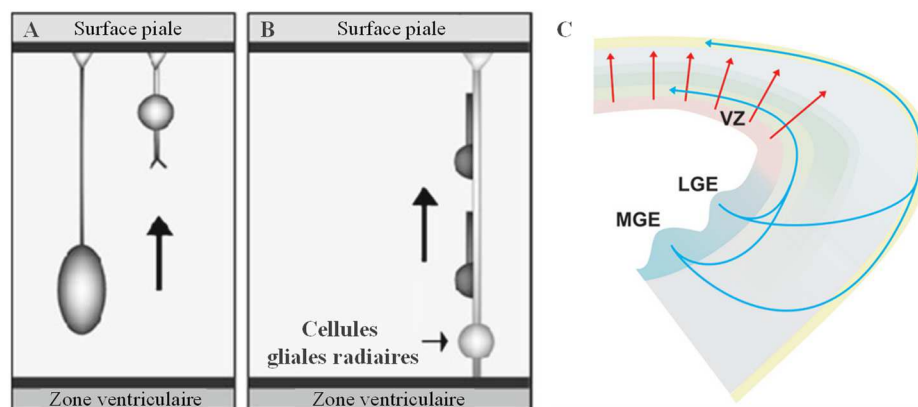 A
Surface piale
B
Surface piale
C
VZ
LGE
MGE
Cellules
gliales radiaires
Zone ventriculaire
Zone ventriculaire